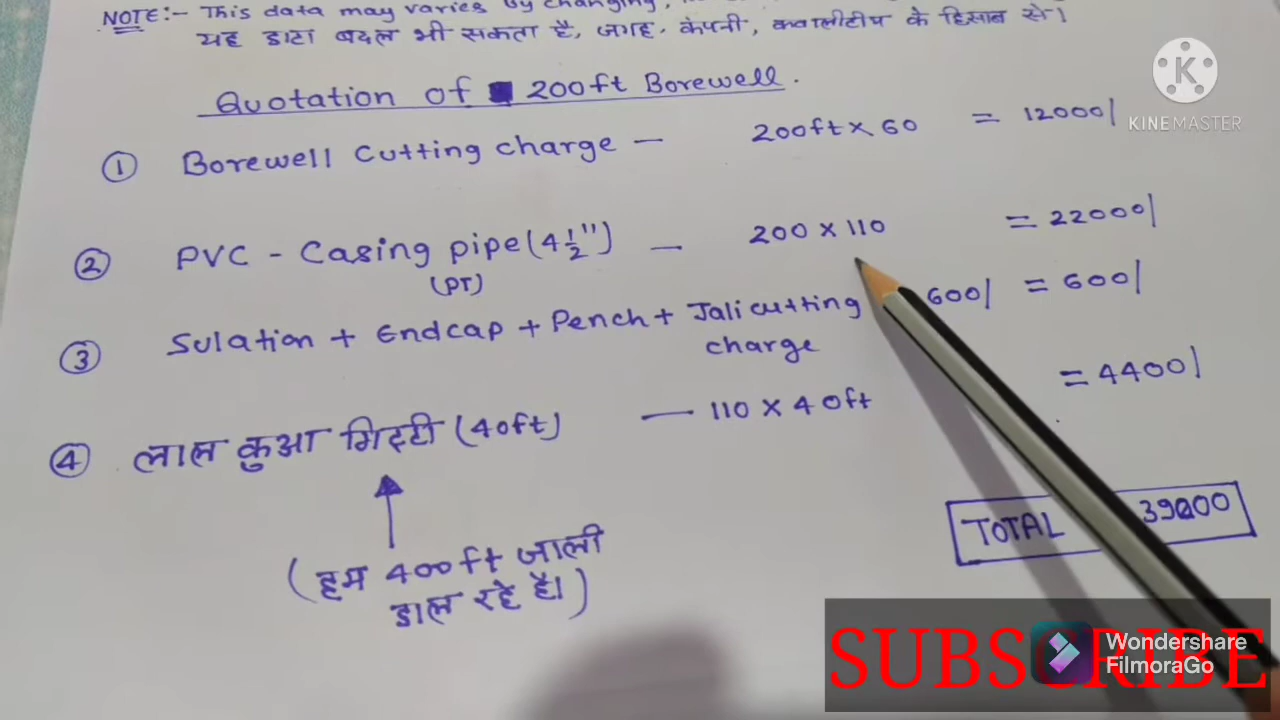 NOTE:- This data may varies by changing,
यह डाटा बदल भी सकता है, जगह, कंपनी, क्वालीटीप के हिसाब से।
Quotation of 200ft Borewell.
① Borewell cutting charge — 200ft x 60 = 12000/
② PVC - Casing pipe (4½") — 200 x 110 = 22000/
(PT)
③ Sulation + Endcap + Pench + Jali cutting 600/ = 600/
charge
④ लाल कुआ गिट्टी (40ft) — 110 x 40ft = 4400/
(हम 400ft जाली
डाल रहे है।)
TOTAL 39000
K
KINEMASTER
SUBSCRIBE
Wondershare
FilmoraGo